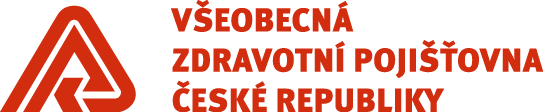 VŠEOBECNÁ
ZDRAVOTNÍ POJIŠŤOVNA
ČESKÉ REPUBLIKY